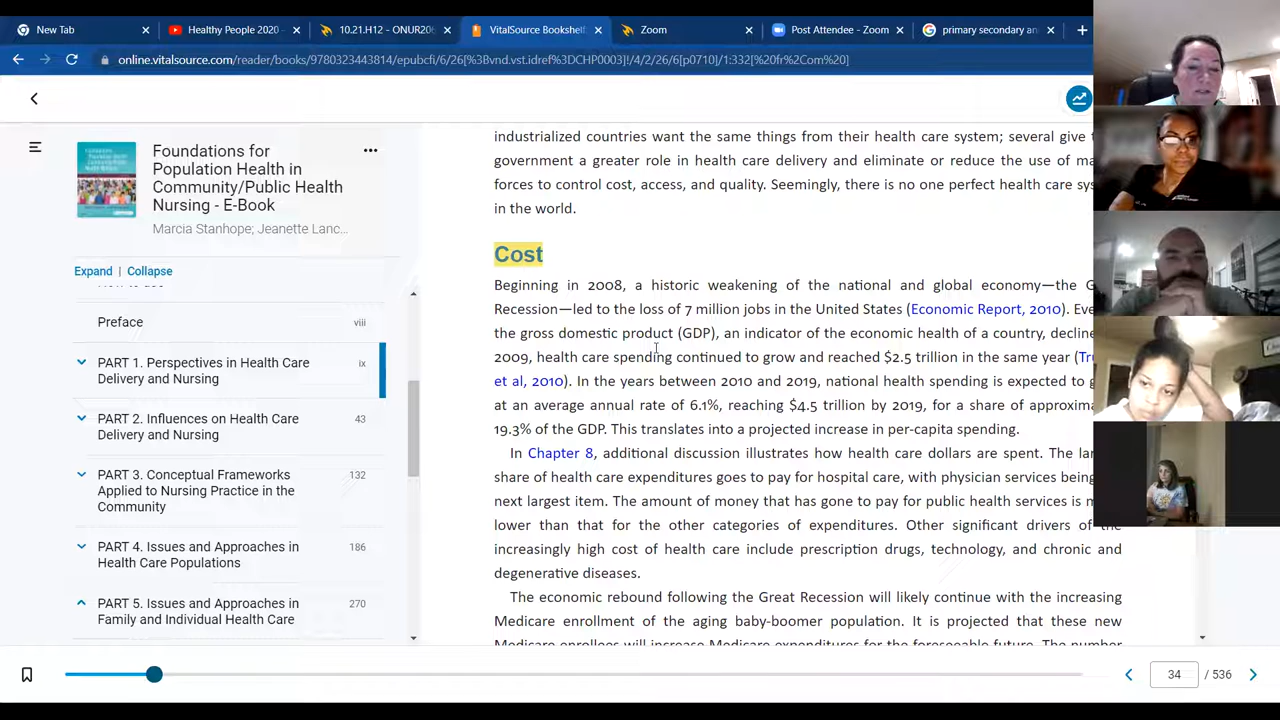 New Tab
Healthy People 2020 -
10.21.H12 - ONUR206
VitalSource Bookshelf
Zoom
Post Attendee - Zoom
primary secondary an
online.vitalsource.com/reader/books/9780323443814/epubcfi/6/26[%3Bvnd.vst.idref%3DCHP0003]!/4/2/26/6[p0710]/1:332[%20fr%2Com%20]
Foundations for
Population Health in
Community/Public Health
Nursing - E-Book
Marcia Stanhope; Jeanette Lanc...
Expand | Collapse
Preface viii
PART 1. Perspectives in Health Care ix
Delivery and Nursing
PART 2. Influences on Health Care 43
Delivery and Nursing
PART 3. Conceptual Frameworks 132
Applied to Nursing Practice in the
Community
PART 4. Issues and Approaches in 186
Health Care Populations
PART 5. Issues and Approaches in 270
Family and Individual Health Care
industrialized countries want the same things from their health care system; several give
government a greater role in health care delivery and eliminate or reduce the use of
forces to control cost, access, and quality. Seemingly, there is no one perfect health care
in the world.
Cost
Beginning in 2008, a historic weakening of the national and global economy—the
Recession—led to the loss of 7 million jobs in the United States (Economic Report, 2010).
the gross domestic product (GDP), an indicator of the economic health of a country,
2009, health care spending continued to grow and reached $2.5 trillion in the same year
et al, 2010). In the years between 2010 and 2019, national health spending is expected to
at an average annual rate of 6.1%, reaching $4.5 trillion by 2019, for a share of
19.3% of the GDP. This translates into a projected increase in per-capita spending.
In Chapter 8, additional discussion illustrates how health care dollars are spent. The
share of health care expenditures goes to pay for hospital care, with physician services being
next largest item. The amount of money that has gone to pay for public health services is
lower than that for the other categories of expenditures. Other significant drivers of the
increasingly high cost of health care include prescription drugs, technology, and chronic and
degenerative diseases.
The economic rebound following the Great Recession will likely continue with the increasing
Medicare enrollment of the aging baby-boomer population. It is projected that these new
Medicare enrollees will increase Medicare expenditures for the foreseeable future. The number
34 / 536